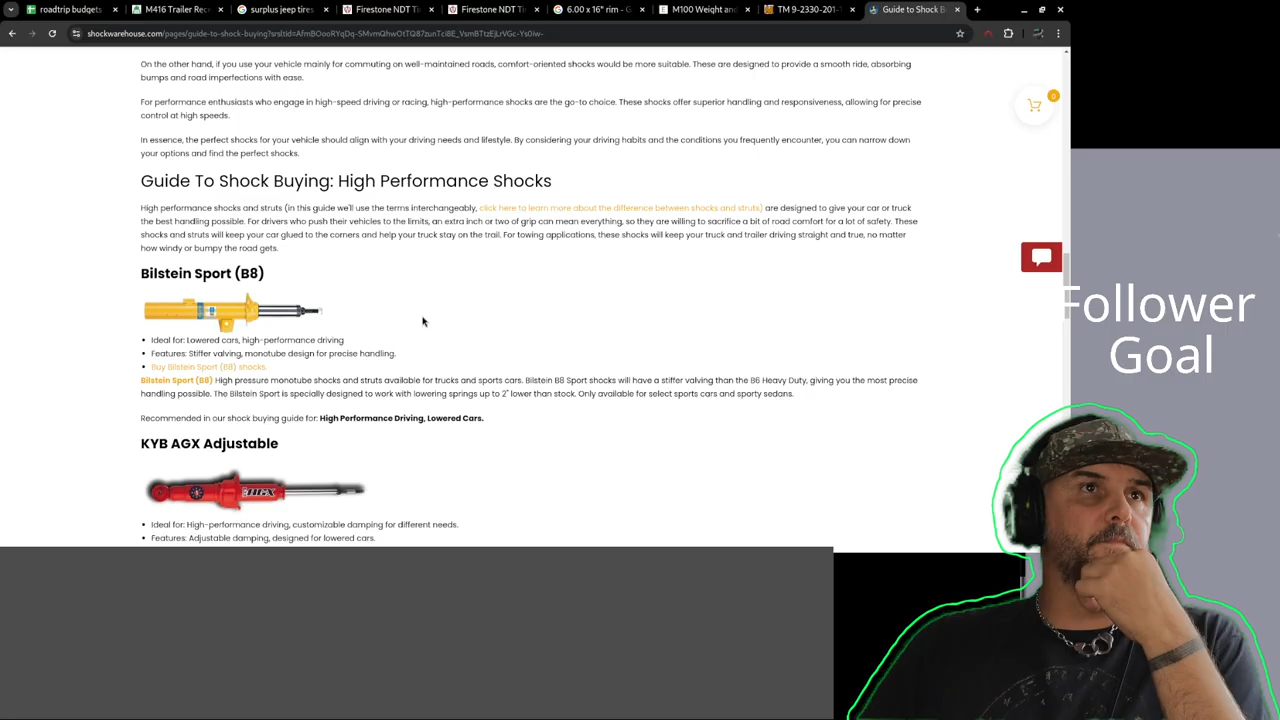 roadtrip budgets
M416 Trailer Rece
surplus jeep tires
Firestone NDT Ti
Firestone NDT Ti
6.00 x 16" rim - G
M100 Weight and
TM 9-2330-201-1
Guide to Shock B
On the other hand, if you use your vehicle mainly for commuting on well-maintained roads, comfort-oriented shocks would be more suitable. These are designed to provide a smooth ride, absorbing
bumps and road imperfections with ease.
0
For performance enthusiasts who engage in high-speed driving or racing, high-performance shocks are the go-to choice. These shocks offer superior handling and responsiveness, allowing for precise
control at high speeds.
In essence, the perfect shocks for your vehicle should align with your driving needs and lifestyle. By considering your driving habits and the conditions you frequently encounter, you can narrow down
your options and find the perfect shocks.
Guide To Shock Buying: High Performance Shocks
High performance shocks and struts (in this guide we'll use the terms interchangeably, click here to learn more about the difference between shocks and struts) are designed to give your car or truck
the best handling possible. For drivers who push their vehicles to the limits, an extra inch or two of grip can mean everything, so they are willing to sacrifice a bit of road comfort for a lot of safety. These
shocks and struts will keep your car glued to the corners and help your truck stay on the trail. For towing applications, these shocks will keep your truck and trailer driving straight and true, no matter
how windy or bumpy the road gets.
Bilstein Sport (B8)
• Ideal for: Lowered cars, high-performance driving
• Features: Stiffer valving, monotube design for precise handling.
• Buy Bilstein Sport (B8) shocks.
Bilstein Sport (B8) High pressure monotube shocks and struts available for trucks and sports cars. Bilstein B8 Sport shocks will have a stiffer valving than the B6 Heavy Duty, giving you the most precise
handling possible. The Bilstein Sport is specially designed to work with lowering springs up to 2" lower than stock. Only available for select sports cars and sporty sedans.
Recommended in our shock buying guide for: High Performance Driving, Lowered Cars.
KYB AGX Adjustable
AGX
• Ideal for: High-performance driving, customizable damping for different needs.
• Features: Adjustable damping, designed for lowered cars.
Follower
Goal